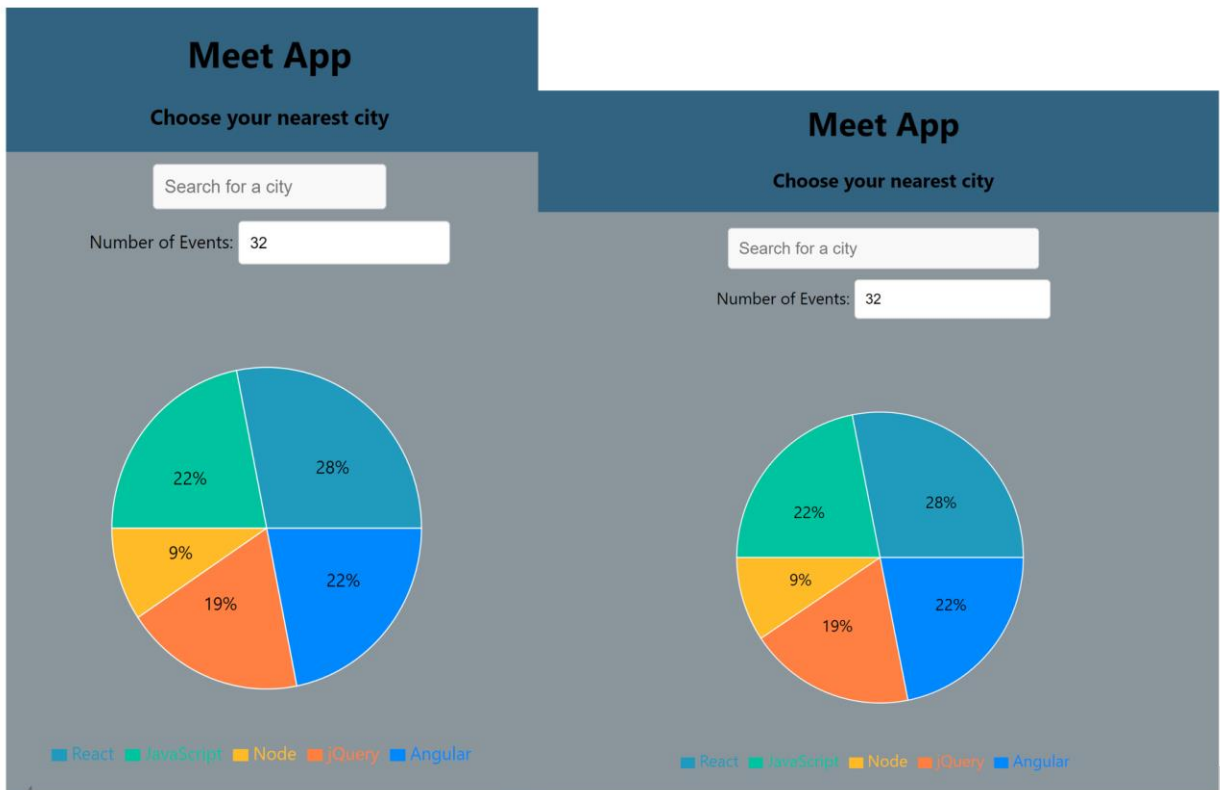 Meet App
Choose your nearest city
Search for a city
Number of Events: 32
28%
22%
9%
22%
19%
React JavaScript Node jQuery Angular
Meet App
Choose your nearest city
Search for a city
Number of Events: 32
28%
22%
9%
22%
19%
React JavaScript Node jQuery Angular